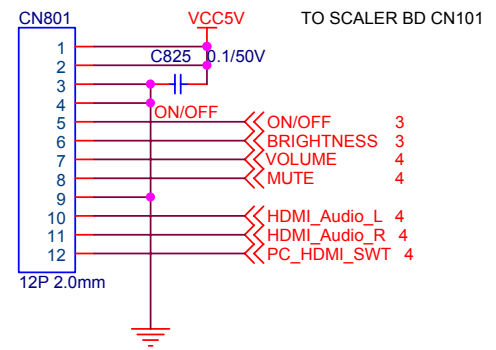 CN801 VCC5V TO SCALER BD CN101
1
2 C825 0.1/50V
3
4 ON/OFF
5 ON/OFF 3
6 BRIGHTNESS 3
7 VOLUME 4
8 MUTE 4
9
10 HDMI_Audio_L 4
11 HDMI_Audio_R 4
12 PC_HDMI_SWT 4
12P 2.0mm